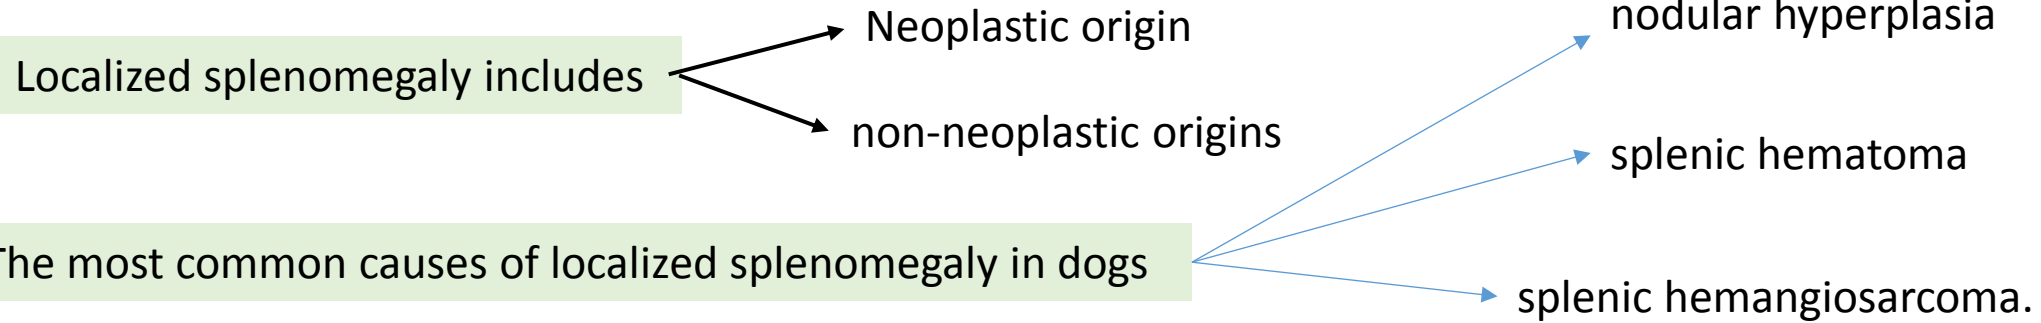 nodular hyperplasia
Neoplastic origin
Localized splenomegaly includes
non-neoplastic origins
splenic hematoma
The most common causes of localized splenomegaly in dogs
splenic hemangiosarcoma.